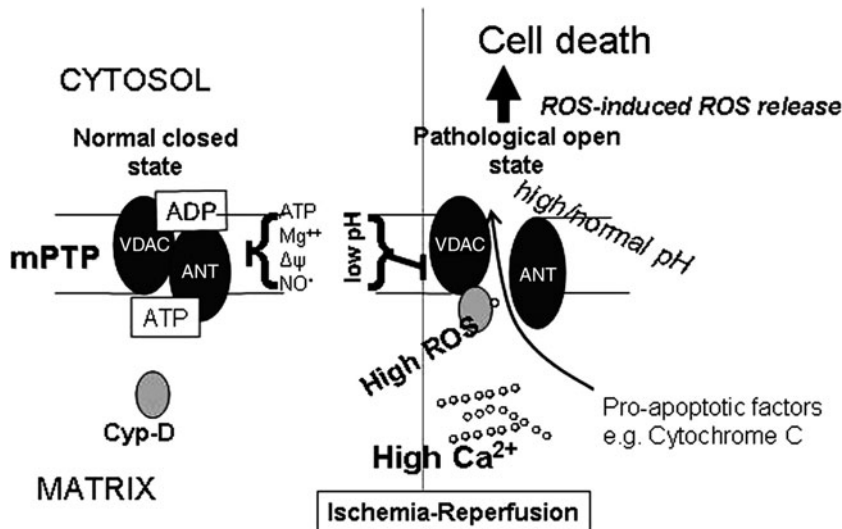 Cell death
CYTOSOL
ROS-induced ROS release
Normal closed
state
Pathological open
state
high/normal pH
ADP
ATP
Mg⁺⁺
Δψ
NO•
low pH
VDAC
ANT
mPTP
VDAC
ANT
ATP
High ROS
Cyp-D
Pro-apoptotic factors
e.g. Cytochrome C
High Ca²⁺
MATRIX
Ischemia-Reperfusion